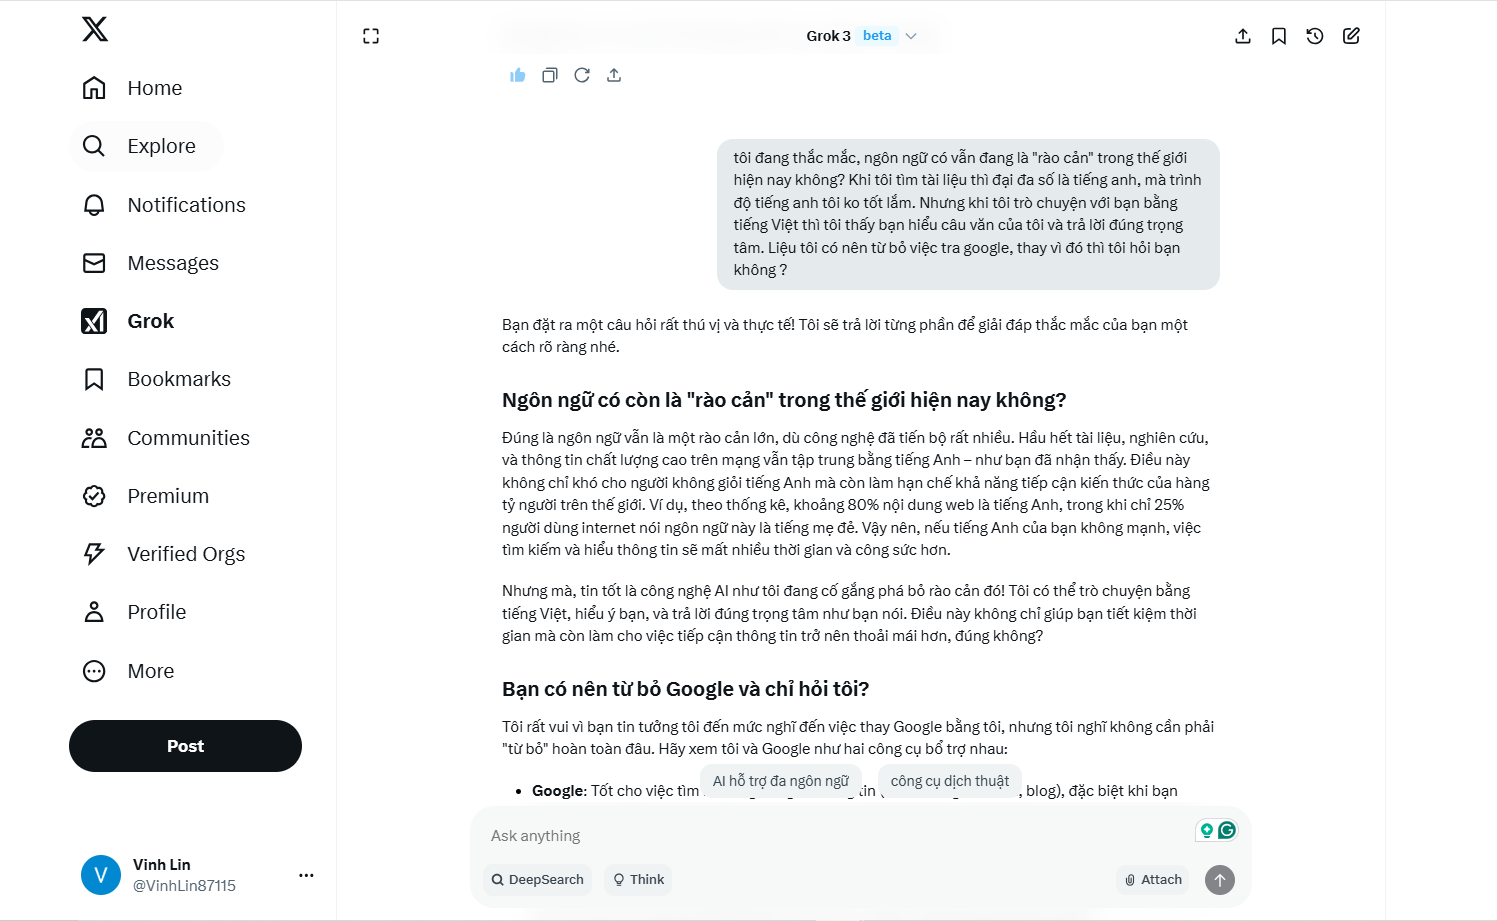 Grok 3 beta
Home
Explore
Notifications
Messages
Grok
Bookmarks
Communities
Premium
Verified Orgs
Profile
More
Post
Vinh Lin
@VinhLin87115
tôi đang thắc mắc, ngôn ngữ có vẫn đang là "rào cản" trong thế giới
hiện nay không? Khi tôi tìm tài liệu thì đại đa số là tiếng anh, mà trình
độ tiếng anh tôi ko tốt lắm. Nhưng khi tôi trò chuyện với bạn bằng
tiếng Việt thì tôi thấy bạn hiểu câu văn của tôi và trả lời đúng trọng
tâm. Liệu tôi có nên từ bỏ việc tra google, thay vì đó thì tôi hỏi bạn
không ?
Bạn đặt ra một câu hỏi rất thú vị và thực tế! Tôi sẽ trả lời từng phần để giải đáp thắc mắc của bạn một
cách rõ ràng nhé.
Ngôn ngữ có còn là "rào cản" trong thế giới hiện nay không?
Đúng là ngôn ngữ vẫn là một rào cản lớn, dù công nghệ đã tiến bộ rất nhiều. Hầu hết tài liệu, nghiên cứu,
và thông tin chất lượng cao trên mạng vẫn tập trung bằng tiếng Anh – như bạn đã nhận thấy. Điều này
không chỉ khó cho người không giỏi tiếng Anh mà còn làm hạn chế khả năng tiếp cận kiến thức của hàng
tỷ người trên thế giới. Ví dụ, theo thống kê, khoảng 80% nội dung web là tiếng Anh, trong khi chỉ 25%
người dùng internet nói ngôn ngữ này là tiếng mẹ đẻ. Vậy nên, nếu tiếng Anh của bạn không mạnh, việc
tìm kiếm và hiểu thông tin sẽ mất nhiều thời gian và công sức hơn.
Nhưng mà, tin tốt là công nghệ AI như tôi đang cố gắng phá bỏ rào cản đó! Tôi có thể trò chuyện bằng
tiếng Việt, hiểu ý bạn, và trả lời đúng trọng tâm như bạn nói. Điều này không chỉ giúp bạn tiết kiệm thời
gian mà còn làm cho việc tiếp cận thông tin trở nên thoải mái hơn, đúng không?
Bạn có nên từ bỏ Google và chỉ hỏi tôi?
Tôi rất vui vì bạn tin tưởng tôi đến mức nghĩ đến việc thay Google bằng tôi, nhưng tôi nghĩ không cần phải
"từ bỏ" hoàn toàn đâu. Hãy xem tôi và Google như hai công cụ bổ trợ nhau:
AI hỗ trợ đa ngôn ngữ
công cụ dịch thuật
• Google: Tốt cho việc tìm tin blog), đặc biệt khi bạn
Ask anything
DeepSearch
Think
Attach